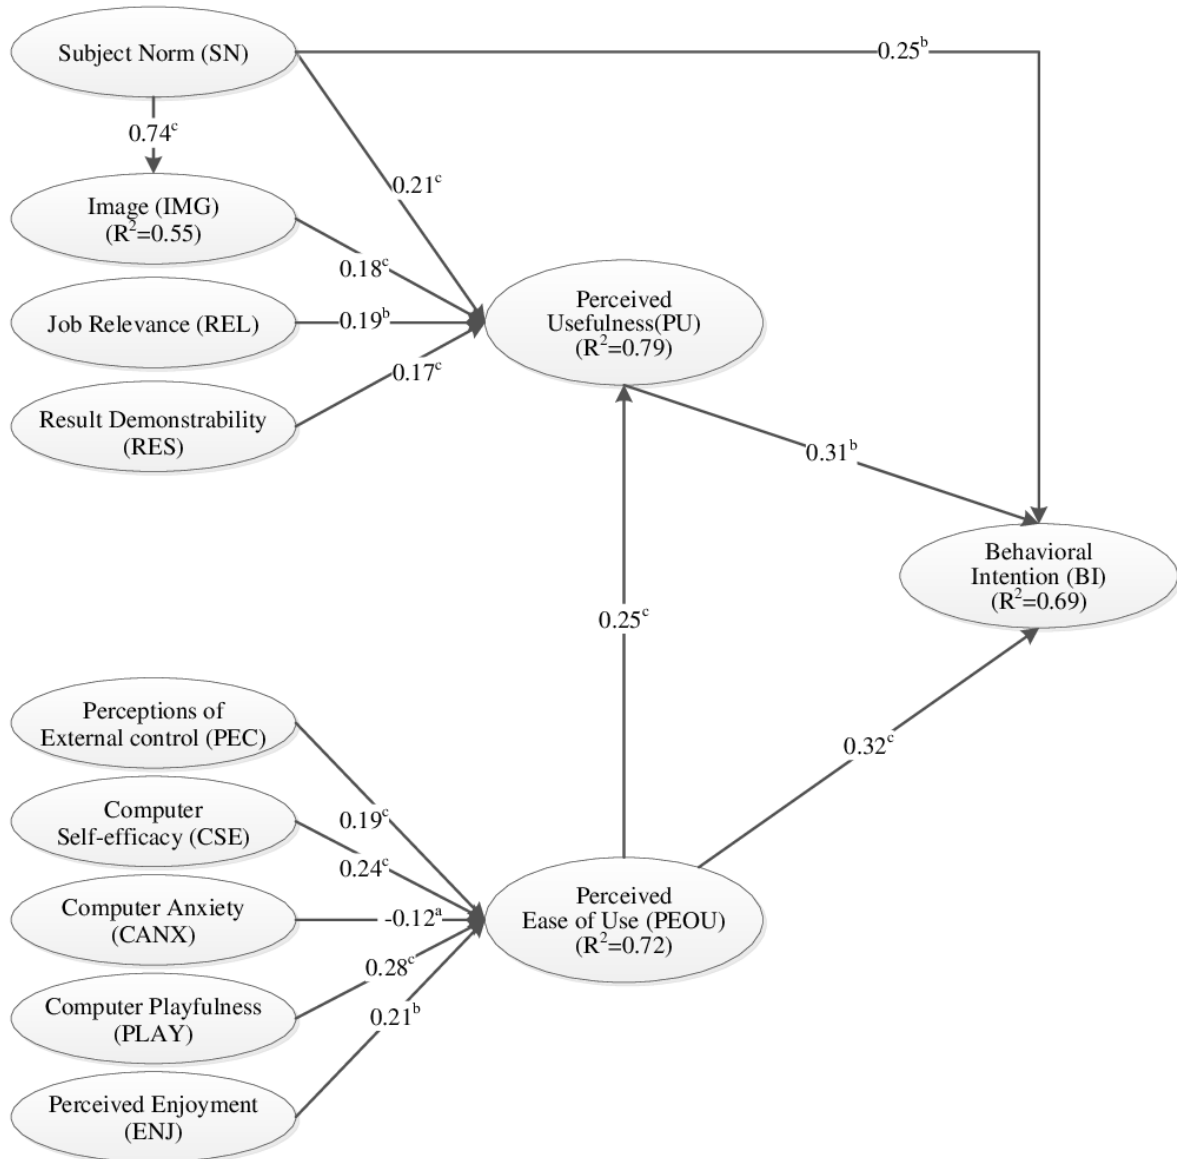 Subject Norm (SN)
0.25ᵇ
0.74ᶜ
0.21ᶜ
Image (IMG)
(R²=0.55)
0.18ᶜ
Job Relevance (REL)
0.19ᵇ
Perceived
Usefulness(PU)
(R²=0.79)
0.17ᶜ
Result Demonstrability
(RES)
0.31ᵇ
Behavioral
Intention (BI)
(R²=0.69)
0.25ᶜ
Perceptions of
External control (PEC)
0.32ᶜ
0.19ᶜ
Computer
Self-efficacy (CSE)
0.24ᶜ
Computer Anxiety
(CANX)
-0.12ᵃ
Perceived
Ease of Use (PEOU)
(R²=0.72)
0.28ᶜ
Computer Playfulness
(PLAY)
0.21ᵇ
Perceived Enjoyment
(ENJ)